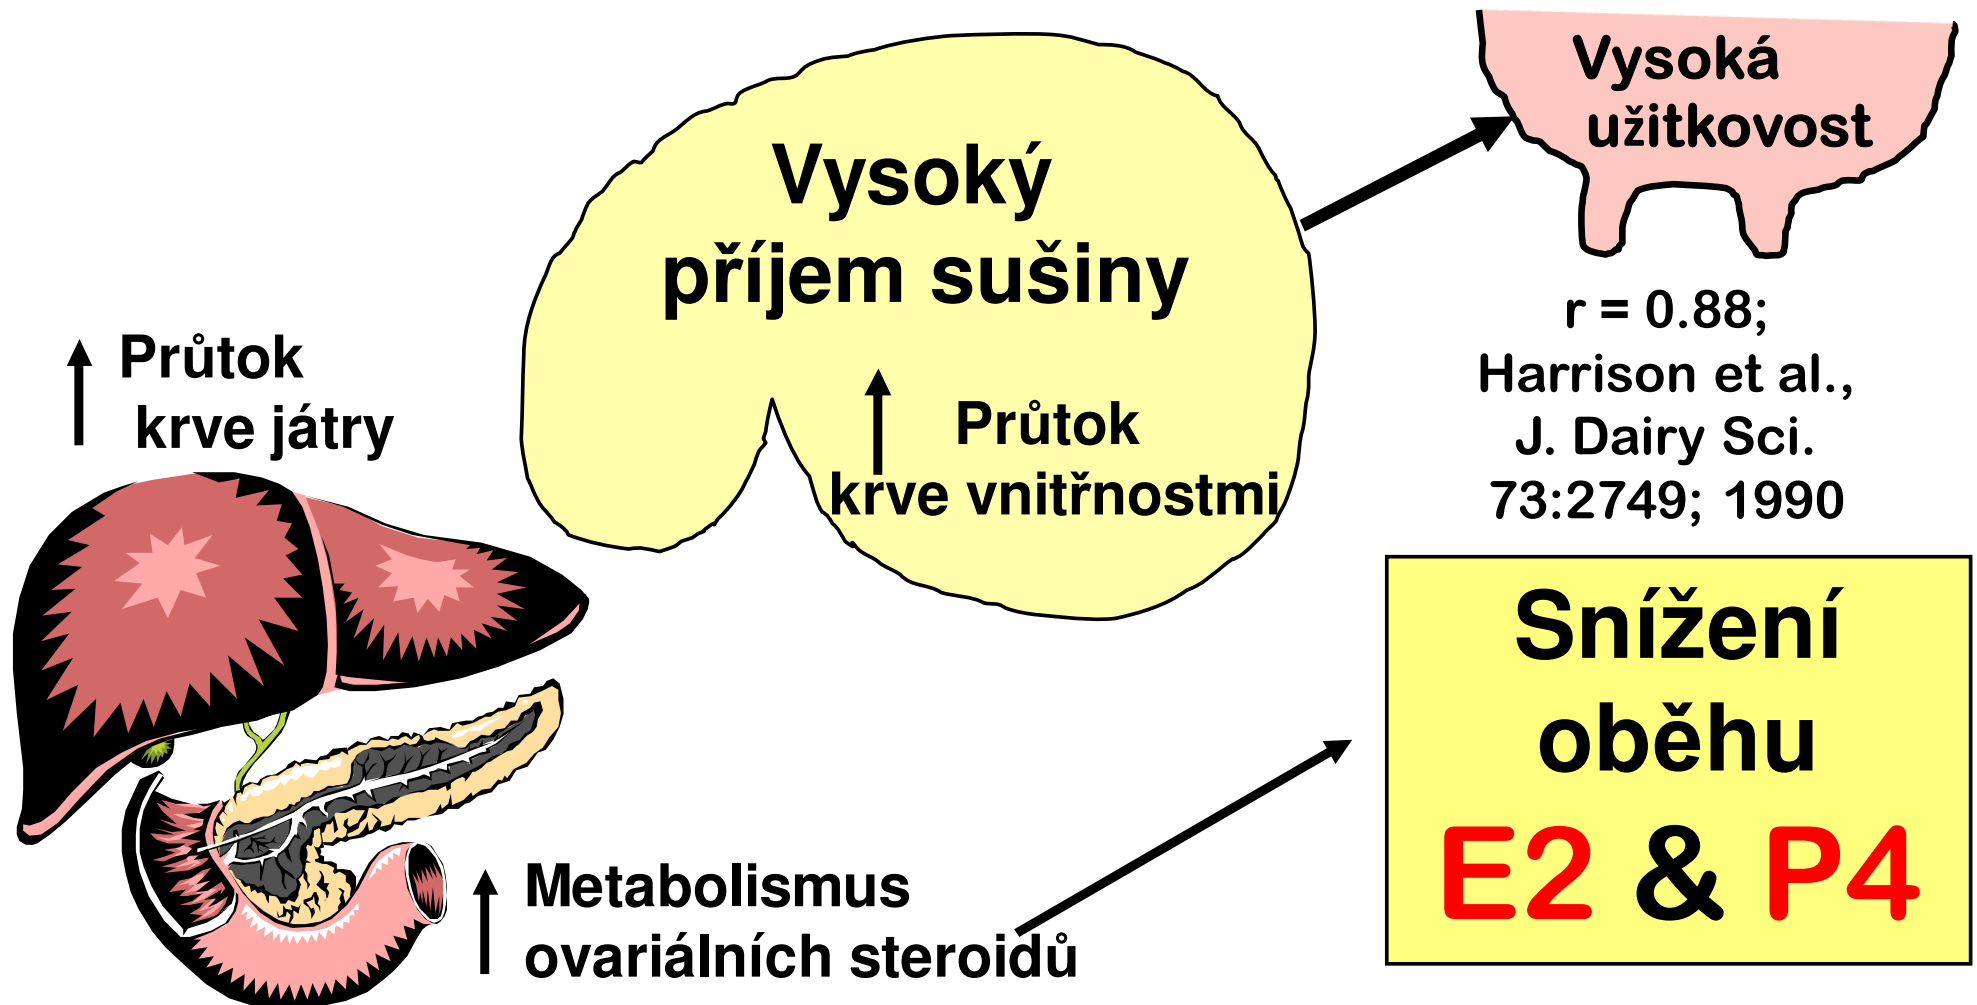 Vysoká
užitkovost
Vysoký
příjem sušiny
r = 0.88;
Harrison et al.,
J. Dairy Sci.
73:2749; 1990
Průtok
krve játry
Průtok
krve vnitřnostmi
Snížení
oběhu
E2 & P4
Metabolismus
ovariálních steroidů